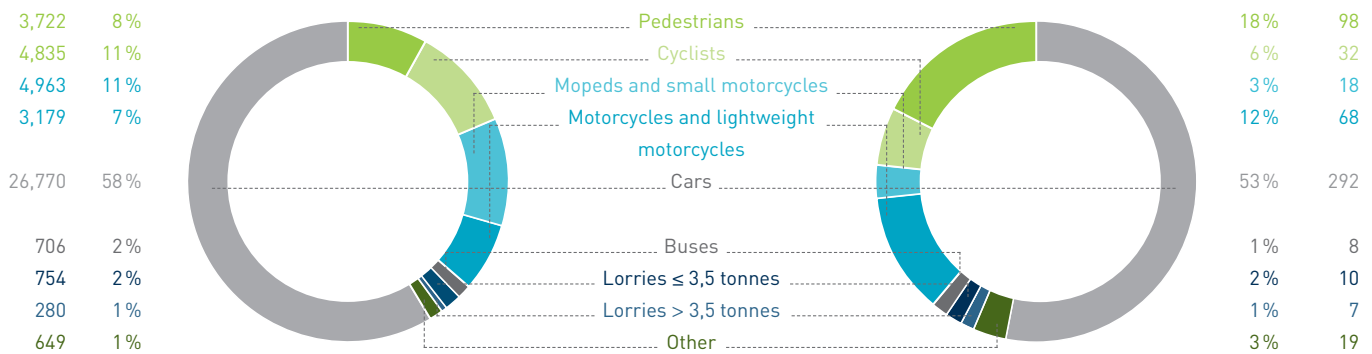 3,722 8 % Pedestrians 18 % 98
4,835 11 % Cyclists 6 % 32
4,963 11 % Mopeds and small motorcycles 3 % 18
3,179 7 % Motorcycles and lightweight 12 % 68
motorcycles
26,770 58 % Cars 53 % 292
706 2 % Buses 1 % 8
754 2 % Lorries ≤ 3,5 tonnes 2 % 10
280 1 % Lorries > 3,5 tonnes 1 % 7
649 1 % Other 3 % 19